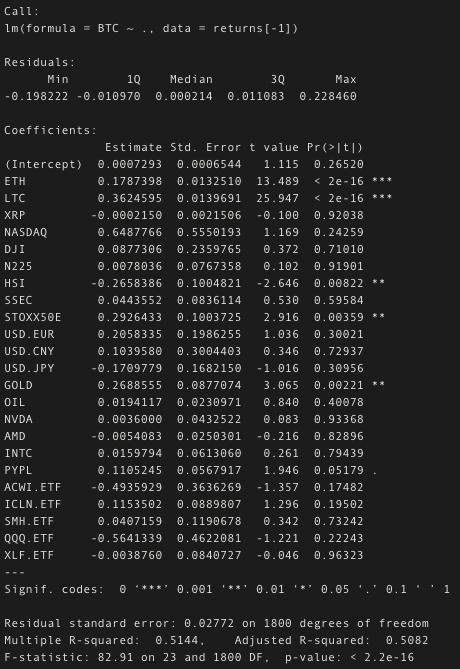 Call:
lm(formula = BTC ~ ., data = returns[-1])
Residuals:
Min 1Q Median 3Q Max
-0.198222 -0.010970 0.000214 0.011083 0.228460
Coefficients:
Estimate Std. Error t value Pr(>|t|)
(Intercept) 0.0007293 0.0006544 1.115 0.26520
ETH 0.1787398 0.0132510 13.489 < 2e-16 ***
LTC 0.3624595 0.0139691 25.947 < 2e-16 ***
XRP -0.0002150 0.0021506 -0.100 0.92038
NASDAQ 0.6487766 0.5550193 1.169 0.24259
DJI 0.0877306 0.2359765 0.372 0.71010
N225 0.0078036 0.0767358 0.102 0.91901
HSI -0.2658386 0.1004821 -2.646 0.00822 **
SSEC 0.0443552 0.0836114 0.530 0.59584
STOXX50E 0.2926433 0.1003725 2.916 0.00359 **
USD.EUR 0.2058335 0.1986255 1.036 0.30021
USD.CNY 0.1039580 0.3004403 0.346 0.72937
USD.JPY -0.1709779 0.1682150 -1.016 0.30956
GOLD 0.2688555 0.0877074 3.065 0.00221 **
OIL 0.0194117 0.0230971 0.840 0.40078
NVDA 0.0036000 0.0432522 0.083 0.93368
AMD -0.0054083 0.0250301 -0.216 0.82896
INTC 0.0159794 0.0613060 0.261 0.79439
PYPL 0.1105245 0.0567917 1.946 0.05179 .
ACWI.ETF -0.4935929 0.3636269 -1.357 0.17482
ICLN.ETF 0.1153502 0.0889807 1.296 0.19502
SMH.ETF 0.0407159 0.1190678 0.342 0.73242
QQQ.ETF -0.5641339 0.4622081 -1.221 0.22243
XLF.ETF -0.0038760 0.0840727 -0.046 0.96323
---
Signif. codes: 0 ‘***’ 0.001 ‘**’ 0.01 ‘*’ 0.05 ‘.’ 0.1 ‘ ’ 1
Residual standard error: 0.02772 on 1800 degrees of freedom
Multiple R-squared: 0.5144, Adjusted R-squared: 0.5082
F-statistic: 82.91 on 23 and 1800 DF, p-value: < 2.2e-16